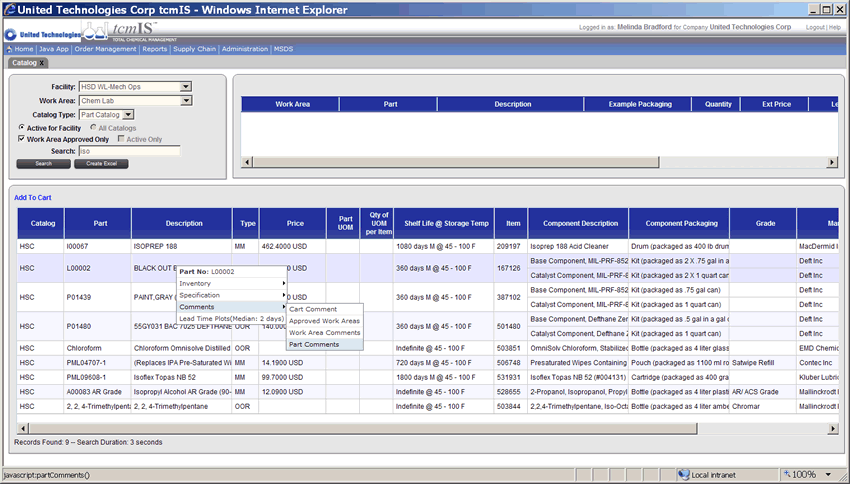 United Technologies Corp tcmIS - Windows Internet Explorer
United Technologies tcmIS™
TOTAL CHEMICAL MANAGEMENT
Logged in as: Melinda Bradford for Company United Technologies Corp Logout | Help
Home | Java App | Order Management | Reports | Supply Chain | Administration | MSDS
Catalog X
Facility: HSD WL-Mech Ops
Work Area: Chem Lab
Catalog Type: Part Catalog
Active for Facility All Catalogs
Work Area Approved Only Active Only
Search: iso
Search Create Excel
Work Area Part Description Example Packaging Quantity Ext Price Le
Add To Cart
Catalog Part Description Type Price Part UOM Qty of UOM per Item Shelf Life @ Storage Temp Item Component Description Component Packaging Grade Ma
HSC I00067 ISOPREP 188 MM 462.4000 USD 1080 days M @ 45 - 100 F 209197 Isoprep 188 Acid Cleaner Drum (packaged as 400 lb drum MacDermid I
HSC L00002 BLACK OUT 360 days M @ 45 - 100 F 167126 Base Component, MIL-PRF-852 Kit (packaged as 2 X .75 gal in a Deft Inc
Catalyst Component, MIL-PRF-8 Kit (packaged as 2 X 1 quart can) Deft Inc
HSC P01439 PAINT,GRAY 360 days M @ 45 - 100 F 387102 Base Component, MIL-PRF-852 Kit (packaged as .75 gal can) Deft Inc
Catalyst Component, MIL-PRF-8 Kit (packaged as 1 quart can) Deft Inc
HSC P01480 55GY031 BAC 7025 DEFTHANE OOR 140.000 360 days M @ 45 - 100 F 501480 Base Component, Defthane Kit (packaged as .5 gal in a gal c Deft Inc
Catalyst Component, Defthane Z Kit (packaged as 1 quart can) Deft Inc
HSC Chloroform Chloroform Omnisolve Distilled OOR Indefinite @ 45 - 100 F 503851 OmniSolv Chloroform, Stabilized Bottle (packaged as 4 liter glass EMD Chemic
HSC PML04707-1 (Replaces IPA Pre-Saturated Wi MM 14.1900 USD 720 days M @ 45 - 100 F 506748 Presaturated Wipes Containing Pouch (packaged as 1100 ml ro Satwipe Refill Contec Inc
HSC PML09608-1 Isoflex Topas NB 52 MM 99.7000 USD 1800 days M @ 45 - 100 F 531931 Isoflex Topas NB 52 (#004131) Cartridge (packaged as 400 gra Kluber Lubric
HSC A00083 AR Grade Isopropyl Alcohol AR Grade (90- MM 12.0900 USD Indefinite @ 45 - 100 F 528655 2-Propanol, Isopropanol, Propyl Bottle (packaged as 4 liter plasti AR/ ACS Grade Mallinckrodt I
HSC 2, 2, 4-Trimethylpenta 2, 2, 4-Trimethylpentane OOR Indefinite @ 45 - 100 F 503844 2,2,4-Trimethylpentane, Iso-Octa Bottle (packaged as 4 liter ambe Chromar Mallinckrodt I
Part No: L00002
Inventory
Specification
Comments
Lead Time Plots(Median: 2 days)
Cart Comment
Approved Work Areas
Work Area Comments
Part Comments
Records Found: 9 -- Search Duration: 3 seconds
javascript:partComments() Local intranet 100%